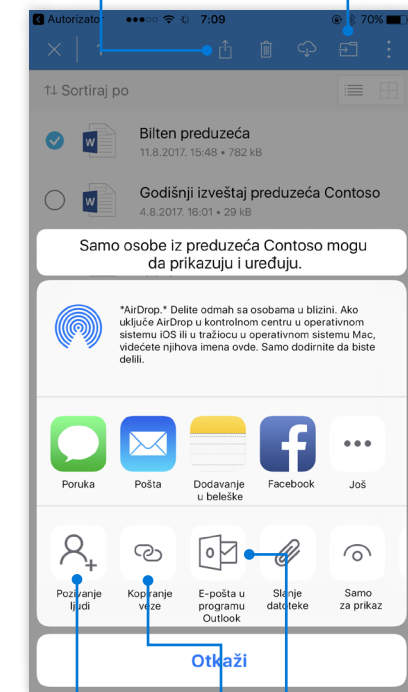 Autorizator 7:09 70%
1
Sortiraj po
Bilten preduzeća
11.8.2017. 15:48 • 782 kB
Godišnji izveštaj preduzeća Contoso
4.8.2017. 16:01 • 29 kB
Samo osobe iz preduzeća Contoso mogu
da prikazuju i uređuju.
*AirDrop.* Delite odmah sa osobama u blizini. Ako
uključe AirDrop u kontrolnom centru u operativnom
sistemu iOS ili u tražiocu u operativnom sistemu Mac,
videćete njihova imena ovde. Samo dodirnite da biste
delili.
Poruka Pošta Dodavanje Facebook Još
u beleške
Pozivanje Kopiranje E-pošta u Slanje Samo
ljudi veze programu datoteke za prikaz
Outlook
Otkaži